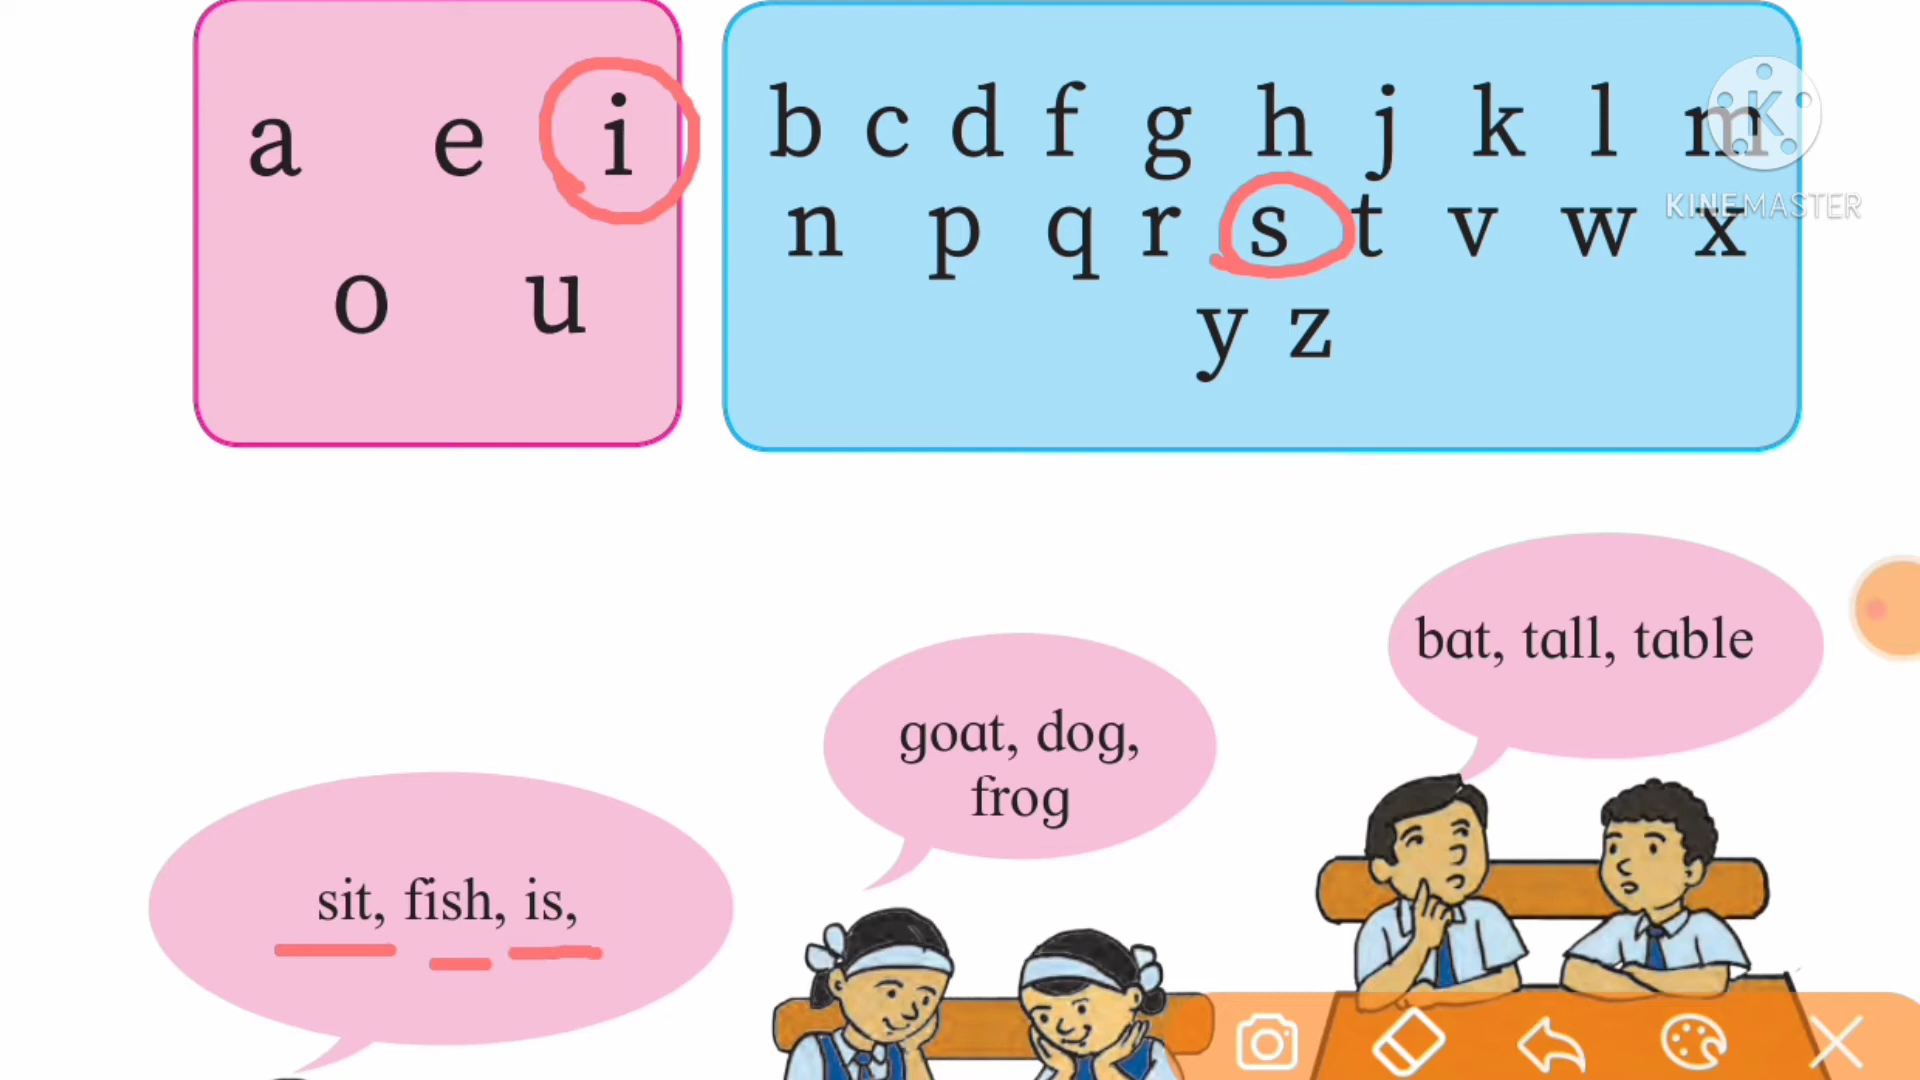 a e i
o u
b c d f g h j k l m
n p q r s t v w x
y z
K
KINEMASTER
bat, tall, table
goat, dog,
frog
sit, fish, is,